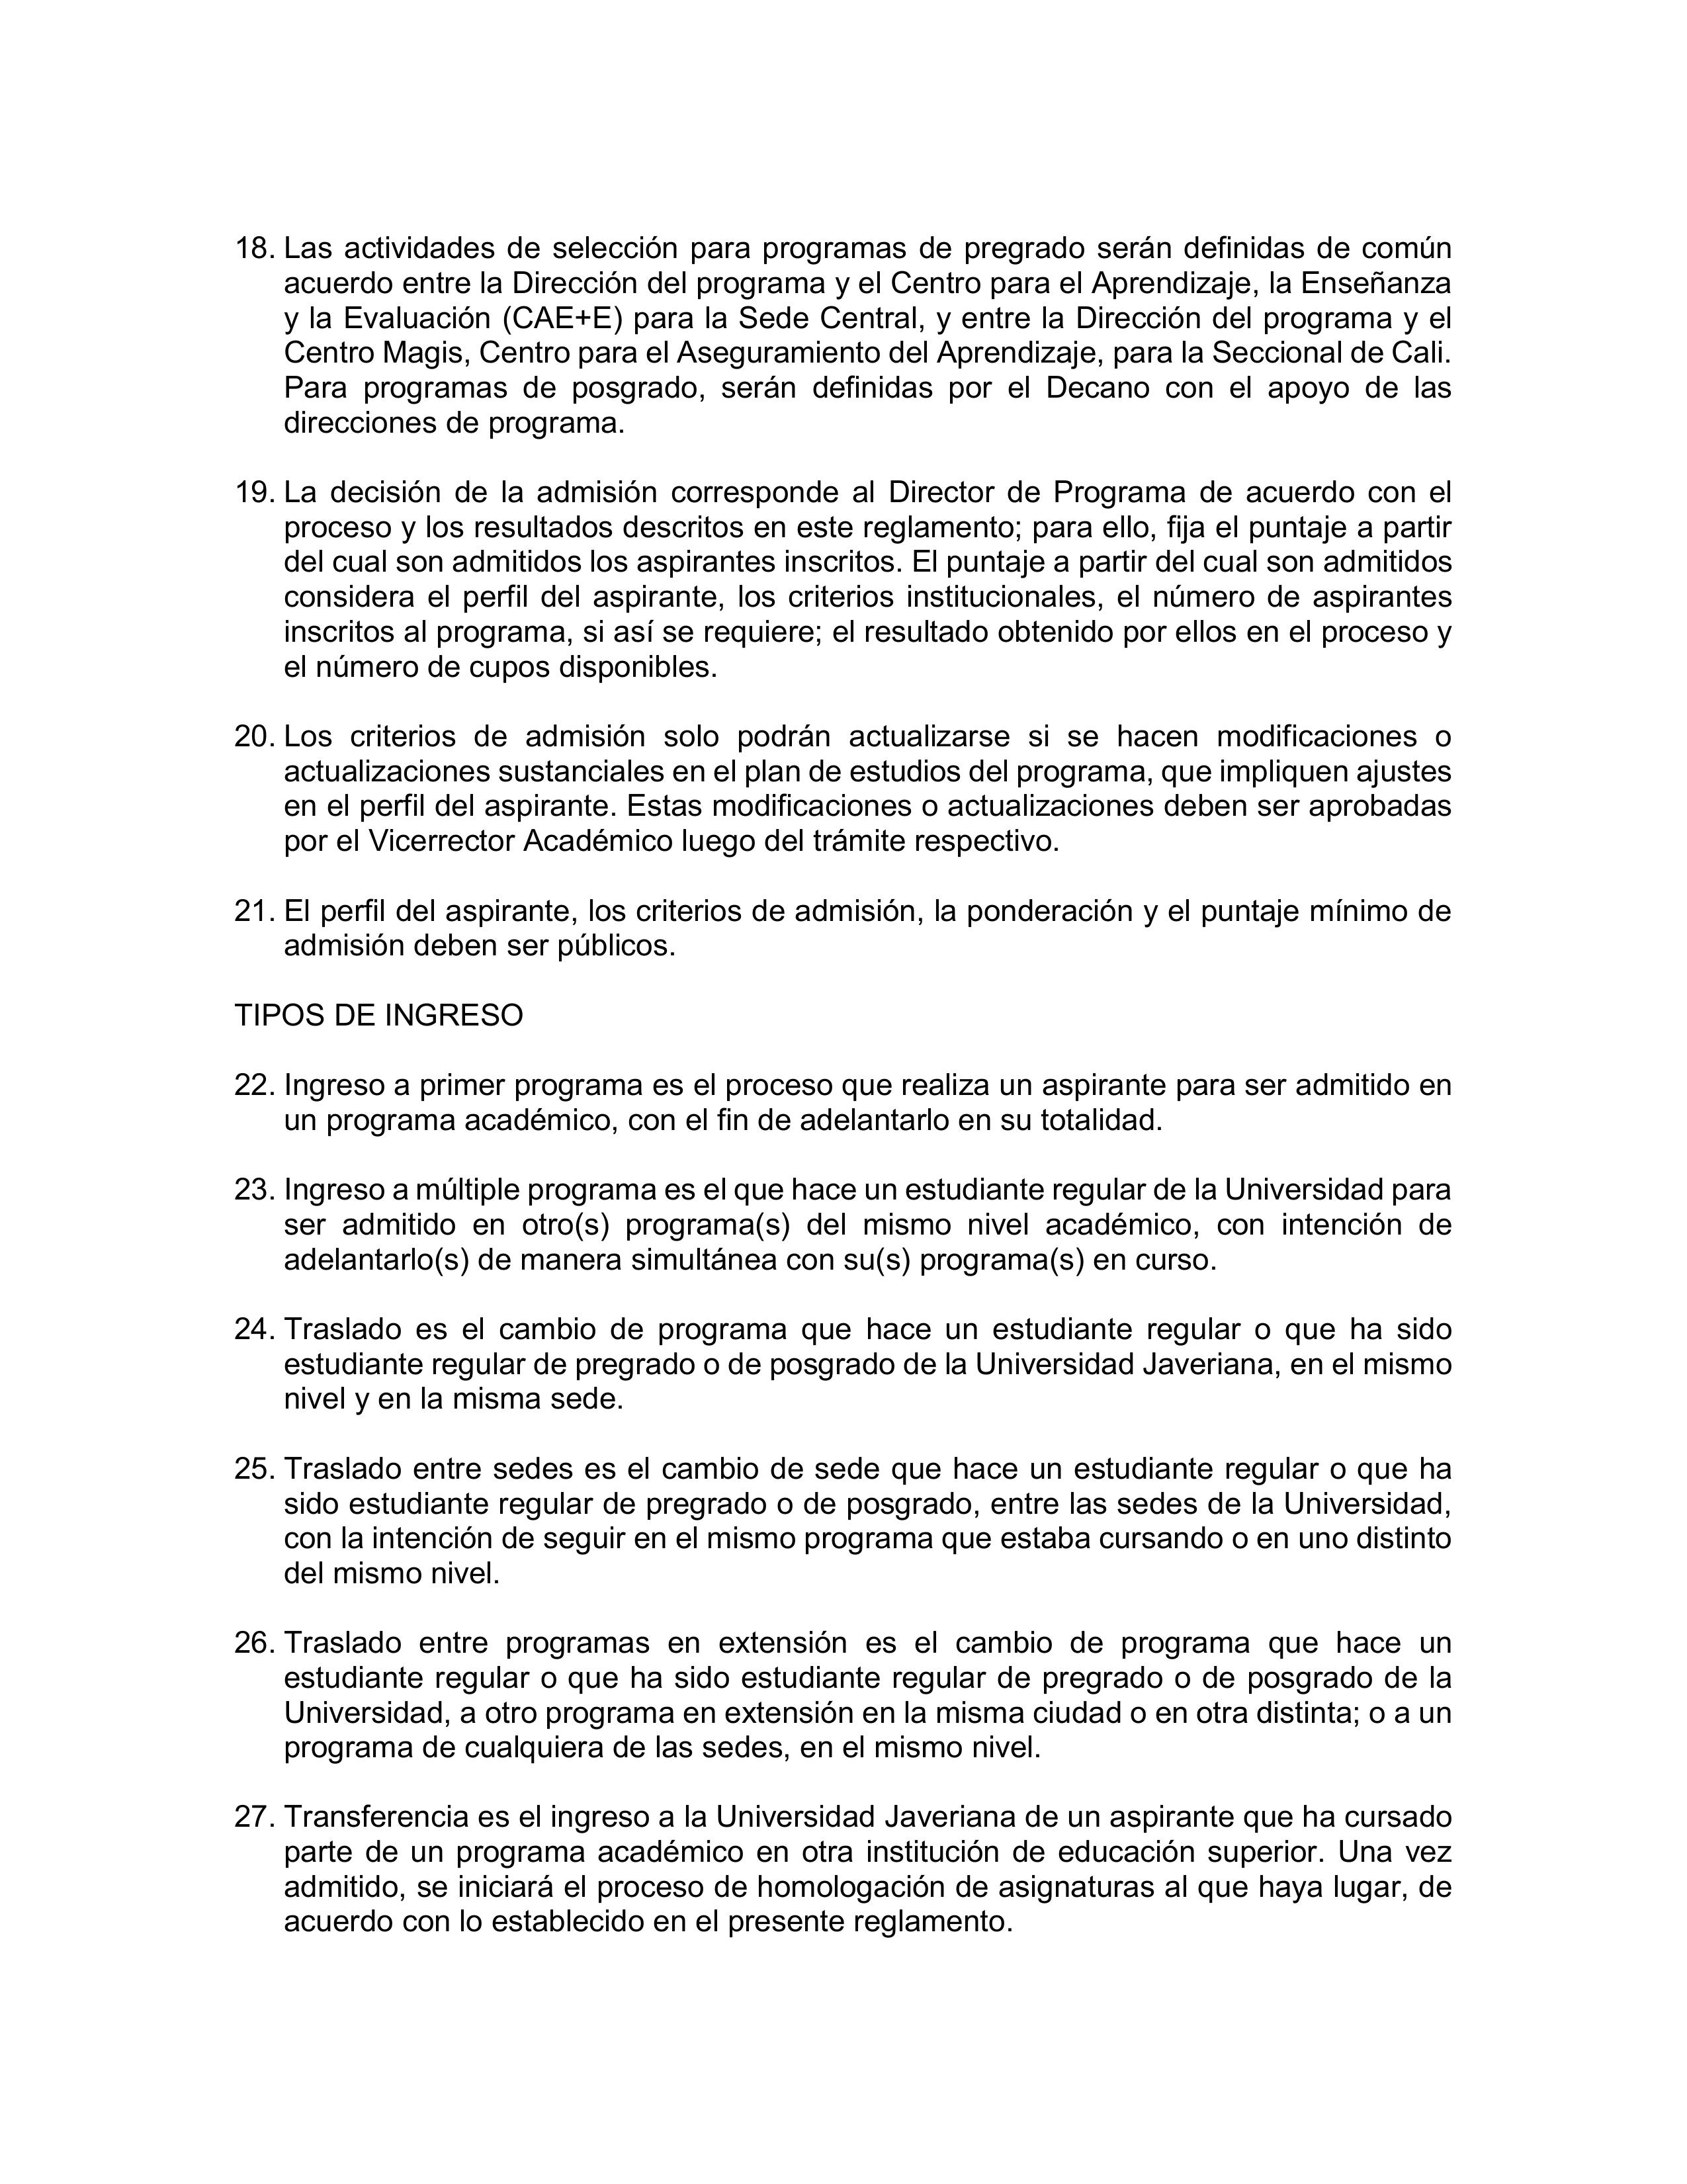 18. Las actividades de selección para programas de pregrado serán definidas de común
acuerdo entre la Dirección del programa y el Centro para el Aprendizaje, la Enseñanza
y la Evaluación (CAE+E) para la Sede Central, y entre la Dirección del programa y el
Centro Magis, Centro para el Aseguramiento del Aprendizaje, para la Seccional de Cali.
Para programas de posgrado, serán definidas por el Decano con el apoyo de las
direcciones de programa.
19. La decisión de la admisión corresponde al Director de Programa de acuerdo con el
proceso y los resultados descritos en este reglamento; para ello, fija el puntaje a partir
del cual son admitidos los aspirantes inscritos. El puntaje a partir del cual son admitidos
considera el perfil del aspirante, los criterios institucionales, el número de aspirantes
inscritos al programa, si así se requiere; el resultado obtenido por ellos en el proceso y
el número de cupos disponibles.
20. Los criterios de admisión solo podrán actualizarse si se hacen modificaciones o
actualizaciones sustanciales en el plan de estudios del programa, que impliquen ajustes
en el perfil del aspirante. Estas modificaciones o actualizaciones deben ser aprobadas
por el Vicerrector Académico luego del trámite respectivo.
21. El perfil del aspirante, los criterios de admisión, la ponderación y el puntaje mínimo de
admisión deben ser públicos.
TIPOS DE INGRESO
22. Ingreso a primer programa es el proceso que realiza un aspirante para ser admitido en
un programa académico, con el fin de adelantarlo en su totalidad.
23. Ingreso a múltiple programa es el que hace un estudiante regular de la Universidad para
ser admitido en otro(s) programa(s) del mismo nivel académico, con intención de
adelantarlo(s) de manera simultánea con su(s) programa(s) en curso.
24. Traslado es el cambio de programa que hace un estudiante regular o que ha sido
estudiante regular de pregrado o de posgrado de la Universidad Javeriana, en el mismo
nivel y en la misma sede.
25. Traslado entre sedes es el cambio de sede que hace un estudiante regular o que ha
sido estudiante regular de pregrado o de posgrado, entre las sedes de la Universidad,
con la intención de seguir en el mismo programa que estaba cursando o en uno distinto
del mismo nivel.
26. Traslado entre programas en extensión es el cambio de programa que hace un
estudiante regular o que ha sido estudiante regular de pregrado o de posgrado de la
Universidad, a otro programa en extensión en la misma ciudad o en otra distinta; o a un
programa de cualquiera de las sedes, en el mismo nivel.
27. Transferencia es el ingreso a la Universidad Javeriana de un aspirante que ha cursado
parte de un programa académico en otra institución de educación superior. Una vez
admitido, se iniciará el proceso de homologación de asignaturas al que haya lugar, de
acuerdo con lo establecido en el presente reglamento.